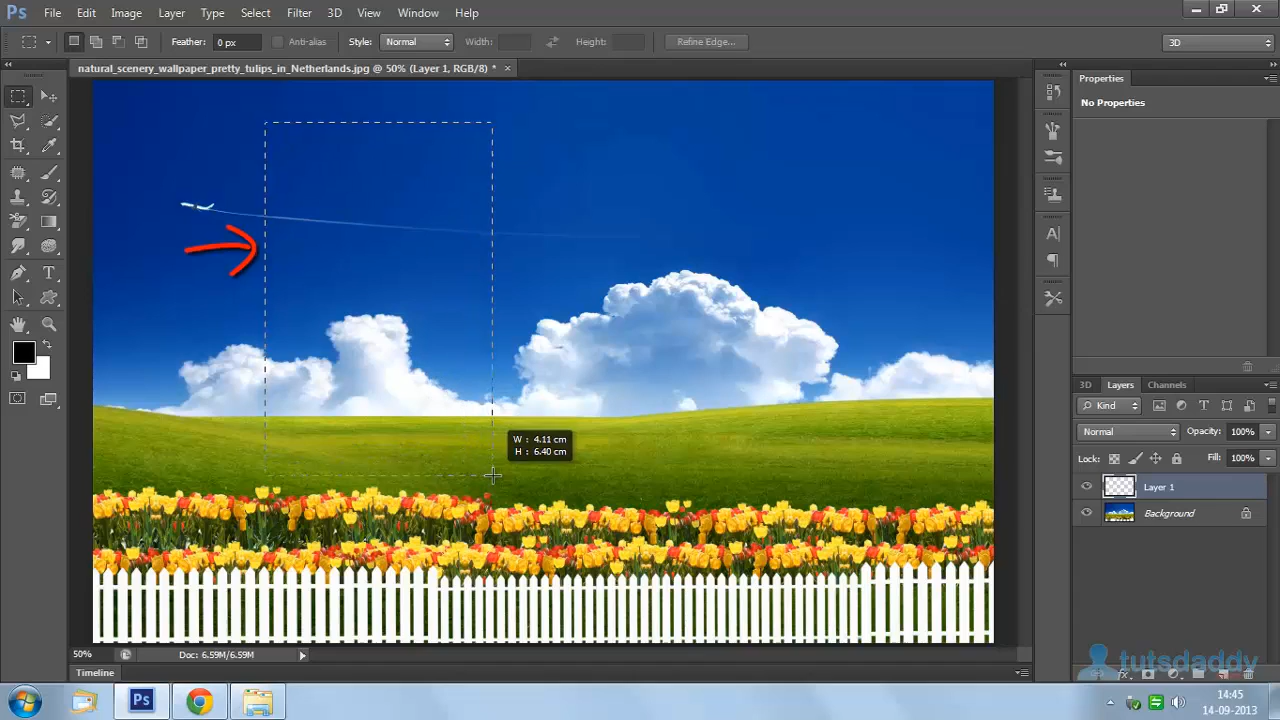 Ps File Edit Image Layer Type Select Filter 3D View Window Help
Feather: 0 px Anti-alias Style: Normal Width: Height: Refine Edge... 3D
natural_scenery_wallpaper_pretty_tulips_in_Netherlands.jpg @ 50% (Layer 1, RGB/8) *
Properties
No Properties
W : 4.11 cm
H : 6.40 cm
3D Layers Channels
Kind
Normal Opacity: 100%
Lock: Fill: 100%
Layer 1
Background
50% Doc: 6.59M/6.59M
Timeline
tutsdaddy
Ps
14:45
14-09-2013